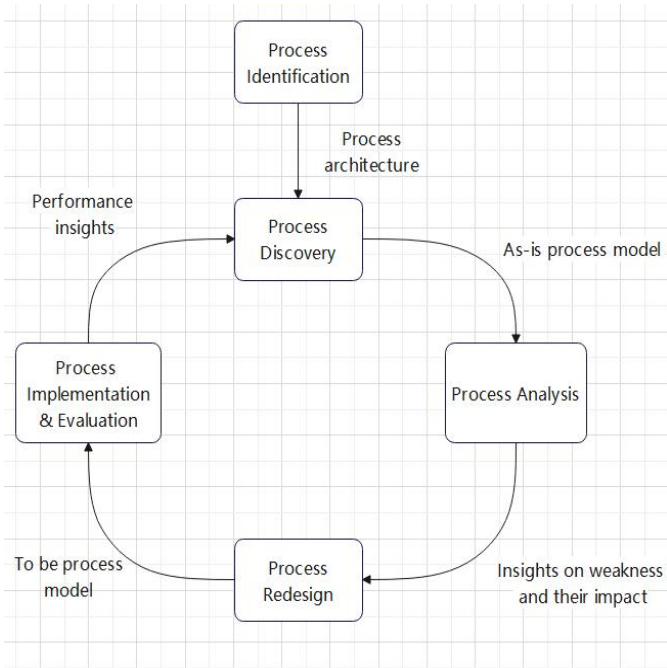 Process
Identification
Process
architecture
Performance
insights
Process
Discovery
As-is process model
Process
Implementation
& Evaluation
Process Analysis
To be process
model
Process
Redesign
Insights on weakness
and their impact